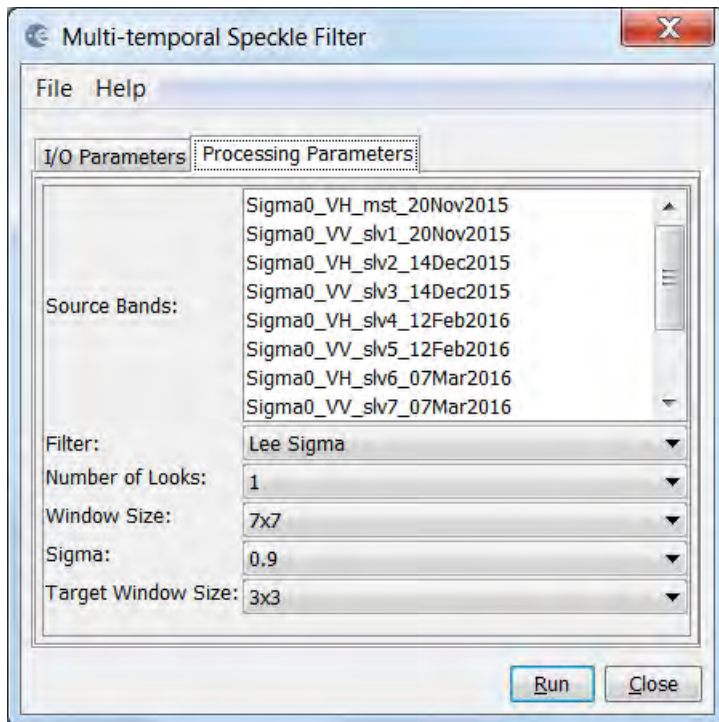 Multi-temporal Speckle Filter
File Help
I/O Parameters Processing Parameters
Source Bands:
Sigma0_VH_mst_20Nov2015
Sigma0_VV_slv1_20Nov2015
Sigma0_VH_slv2_14Dec2015
Sigma0_VV_slv3_14Dec2015
Sigma0_VH_slv4_12Feb2016
Sigma0_VV_slv5_12Feb2016
Sigma0_VH_slv6_07Mar2016
Sigma0_VV_slv7_07Mar2016
Filter: Lee Sigma
Number of Looks: 1
Window Size: 7x7
Sigma: 0.9
Target Window Size: 3x3
Run Close